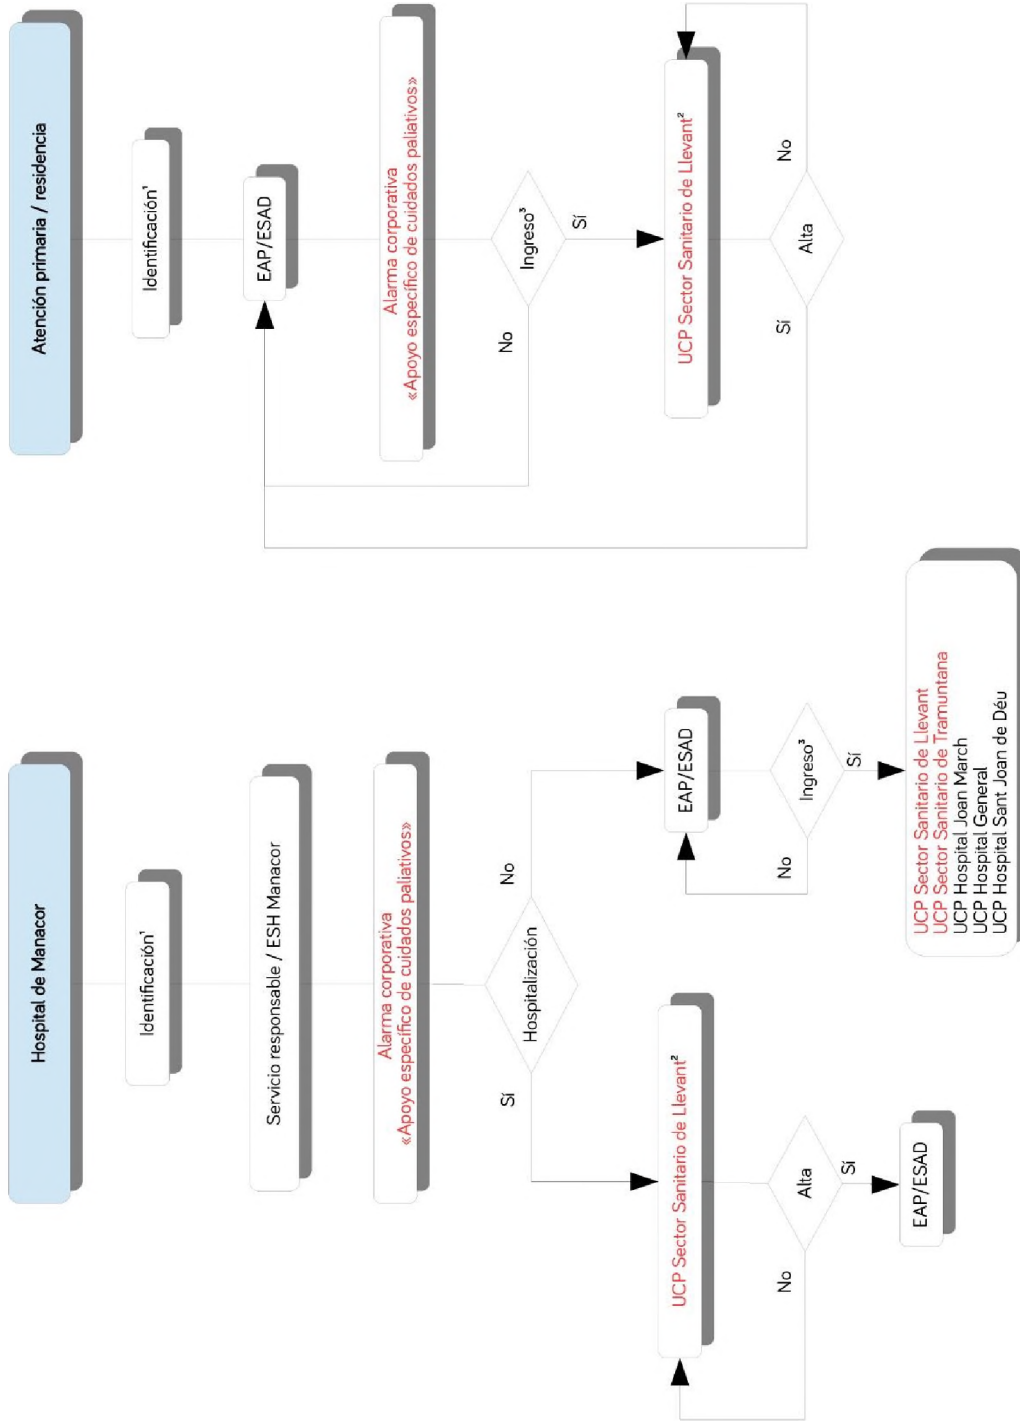 Hospital de Manacor
Identificación¹
Servicio responsable / ESH Manacor
Alarma corporativa
«Apoyo específico de cuidados paliativos»
Hospitalización
Sí
No
UCP Sector Sanitario de Llevant²
Alta
No
Sí
EAP/ESAD
EAP/ESAD
Ingreso³
No
Sí
UCP Sector Sanitario de Llevant
UCP Sector Sanitario de Tramuntana
UCP Hospital Joan March
UCP Hospital General
UCP Hospital Sant Joan de Déu
Atención primaria / residencia
Identificación¹
EAP/ESAD
Alarma corporativa
«Apoyo específico de cuidados paliativos»
Ingreso³
No
Sí
UCP Sector Sanitario de Llevant²
Alta
Sí
No